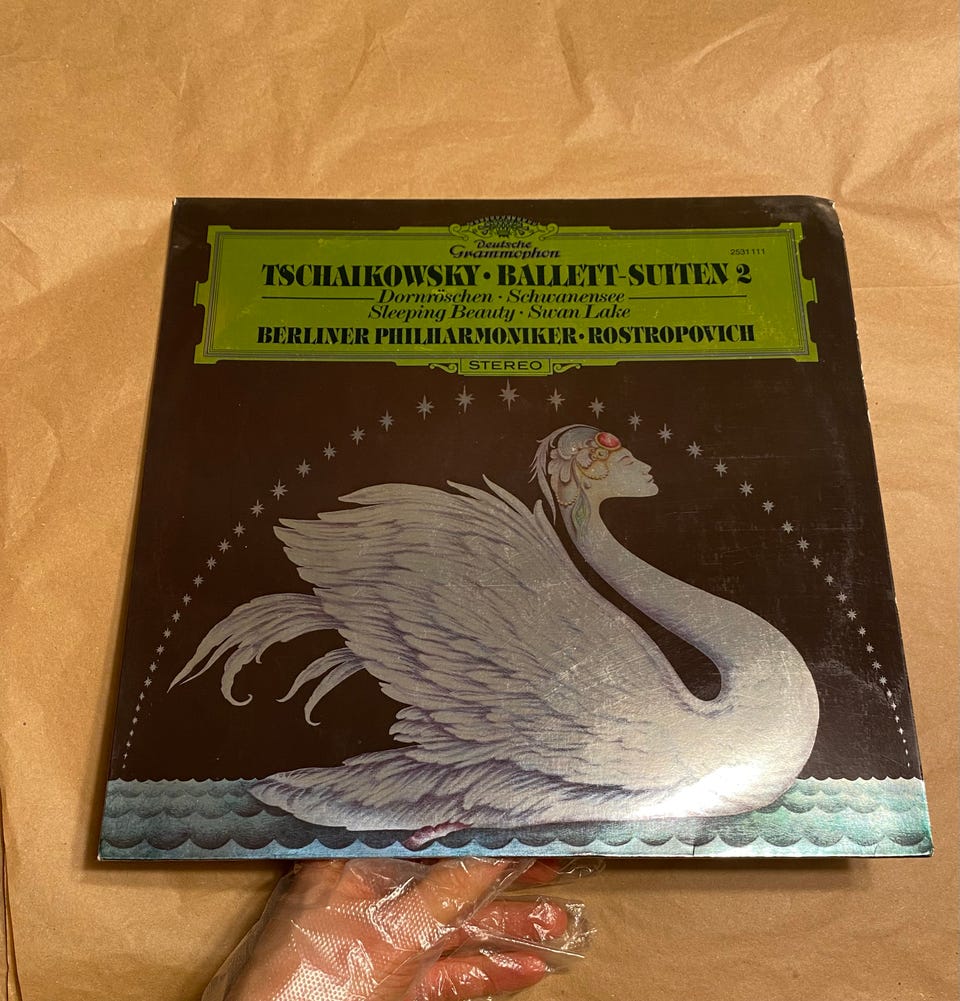 Deutsche
Grammophon
2531 111
TSCHAIKOWSKY · BALLETT-SUITEN 2
Dornröschen · Schwanensee
Sleeping Beauty · Swan Lake
BERLINER PHILHARMONIKER · ROSTROPOVICH
STEREO